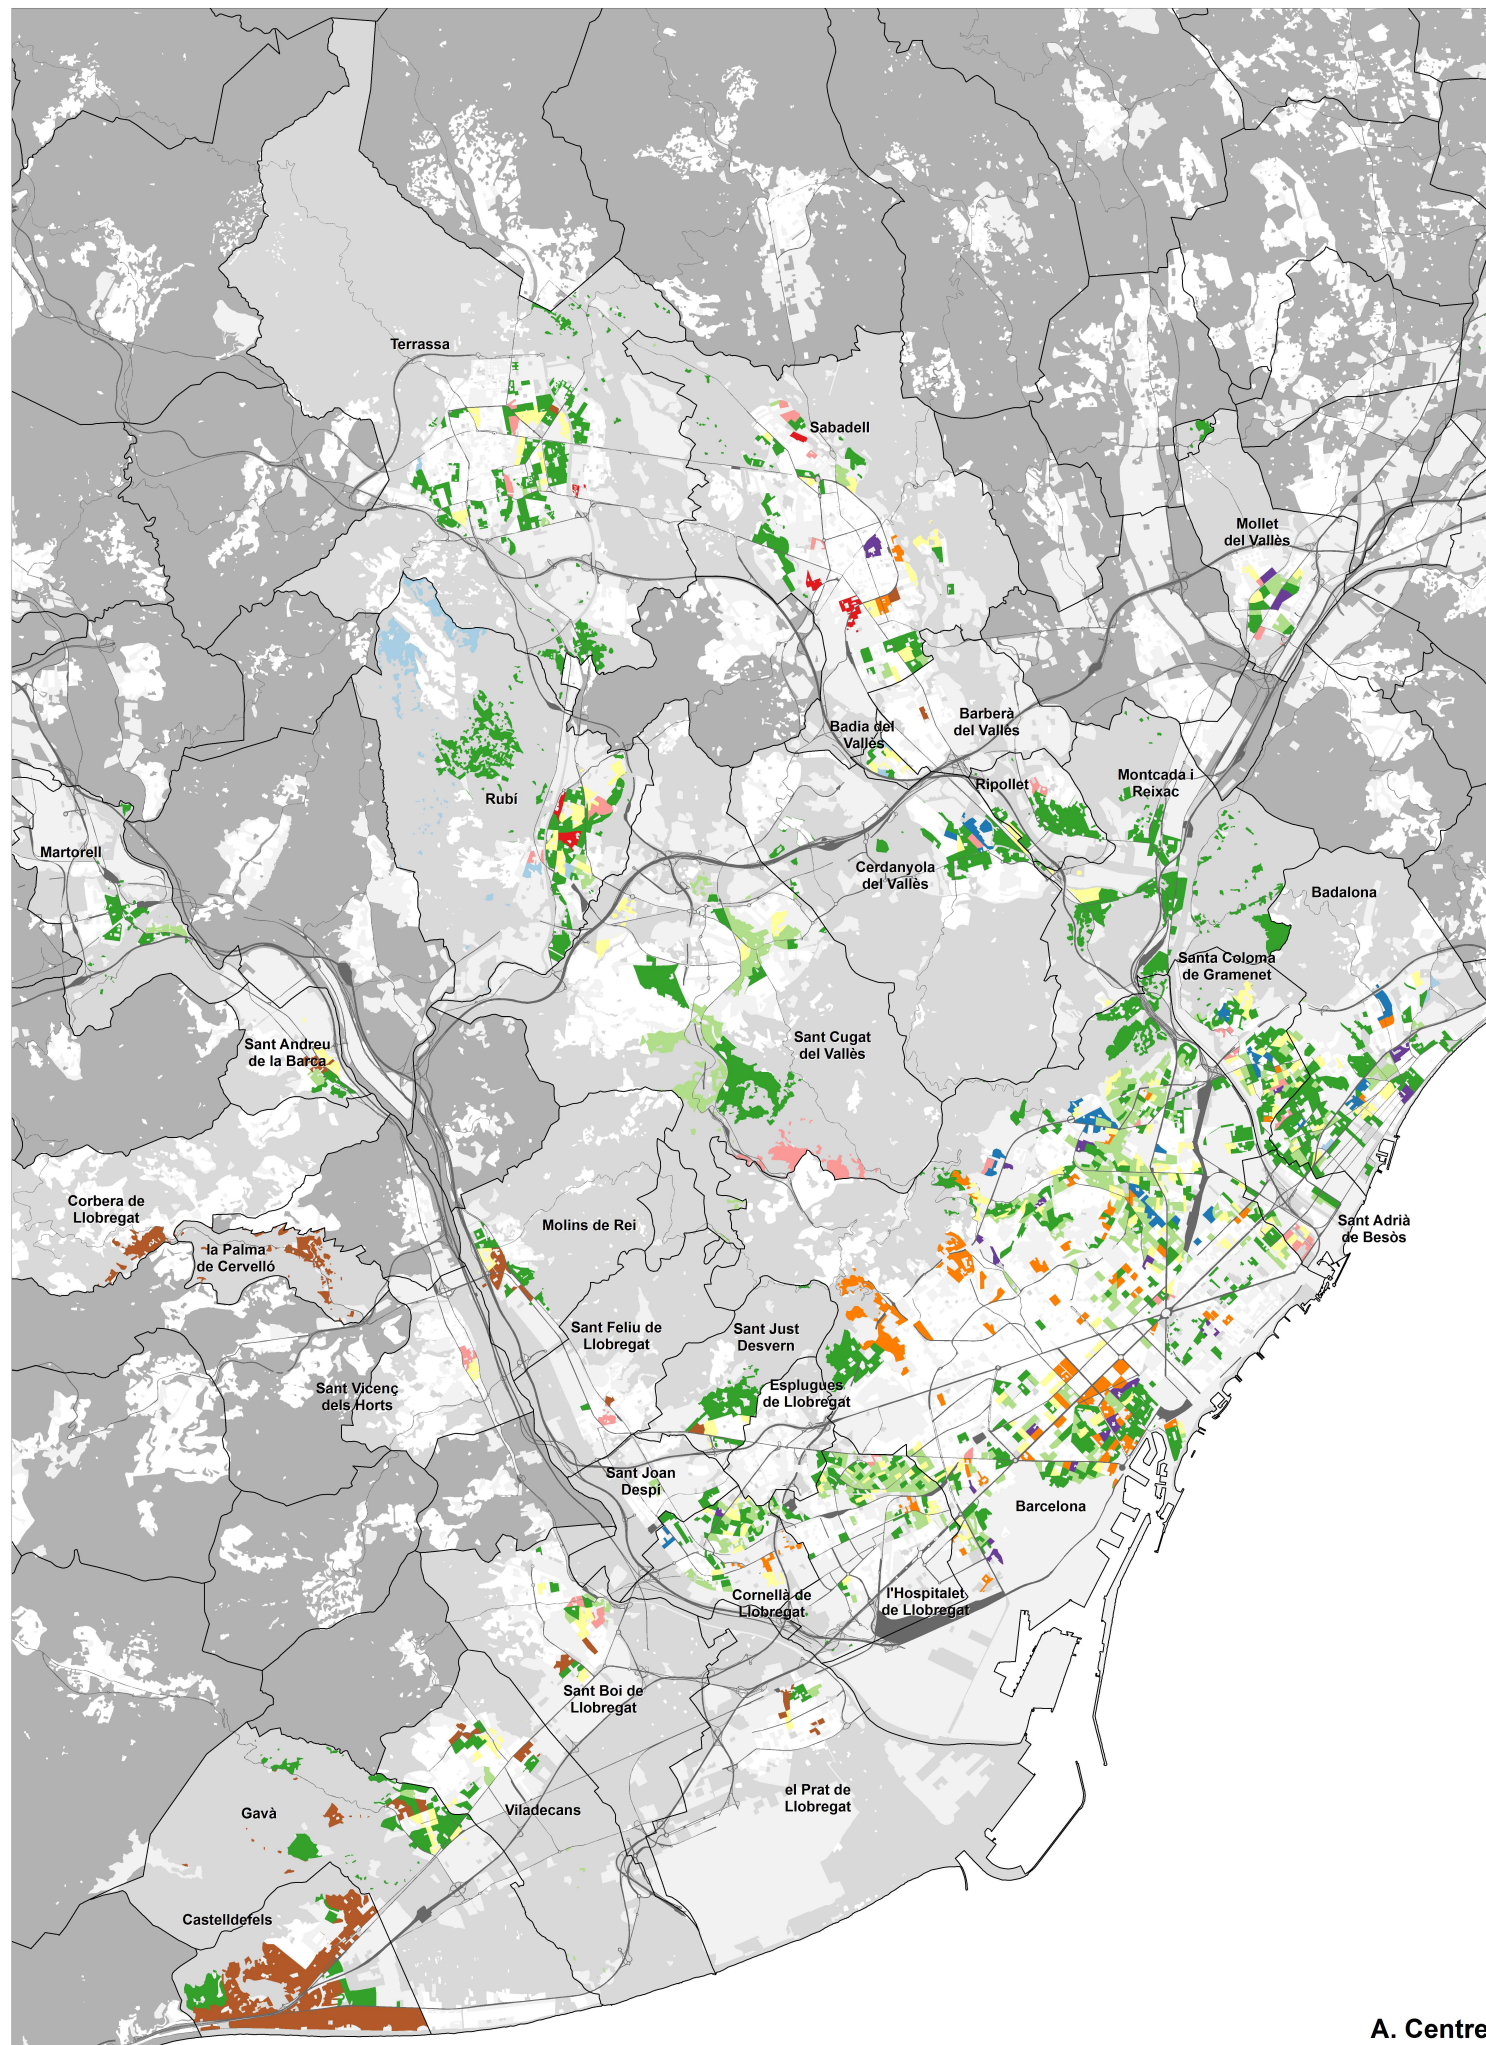 Terrassa
Sabadell
Mollet
del Vallès
Badia del
Vallès
Barberà
del Vallès
Ripollet
Montcada i
Reixac
Rubí
Martorell
Cerdanyola
del Vallès
Badalona
Santa Coloma
de Gramenet
Sant Andreu
de la Barca
Sant Cugat
del Vallès
Corbera de
Llobregat
la Palma
de Cervelló
Molins de Rei
Sant Adrià
de Besòs
Sant Feliu de
Llobregat
Sant Just
Desvern
Sant Vicenç
dels Horts
Esplugues
de Llobregat
Sant Joan
Despí
Barcelona
Cornellà de
Llobregat
l'Hospitalet
de Llobregat
Sant Boi de
Llobregat
el Prat de
Llobregat
Gavà
Viladecans
Castelldefels
A. Centre